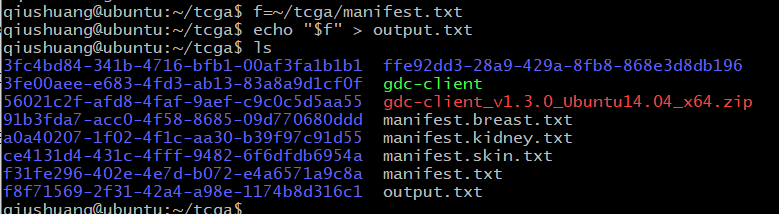 qiushuang@ubuntu:~/tcga$ f=~/tcga/manifest.txt
qiushuang@ubuntu:~/tcga$ echo "$f" > output.txt
qiushuang@ubuntu:~/tcga$ ls
3fc4bd84-341b-4716-bfb1-00af3fa1b1b1  ffe92dd3-28a9-429a-8fb8-868e3d8db196
3fe00aee-e683-4fd3-ab13-83a8a9d1cf0f  gdc-client
56021c2f-afd8-4faf-9aef-c9c0c5d5aa55  gdc-client_v1.3.0_Ubuntu14.04_x64.zip
91b3fda7-acc0-4f58-8685-09d770680ddd  manifest.breast.txt
a0a40207-1f02-4f1c-aa30-b39f97c91d55  manifest.kidney.txt
ce4131d4-431c-4fff-9482-6f6dfdb6954a  manifest.skin.txt
f31fe296-402e-4e7d-b072-e4a6571a9c8a  manifest.txt
f8f71569-2f31-42a4-a98e-1174b8d316c1  output.txt
qiushuang@ubuntu:~/tcga$